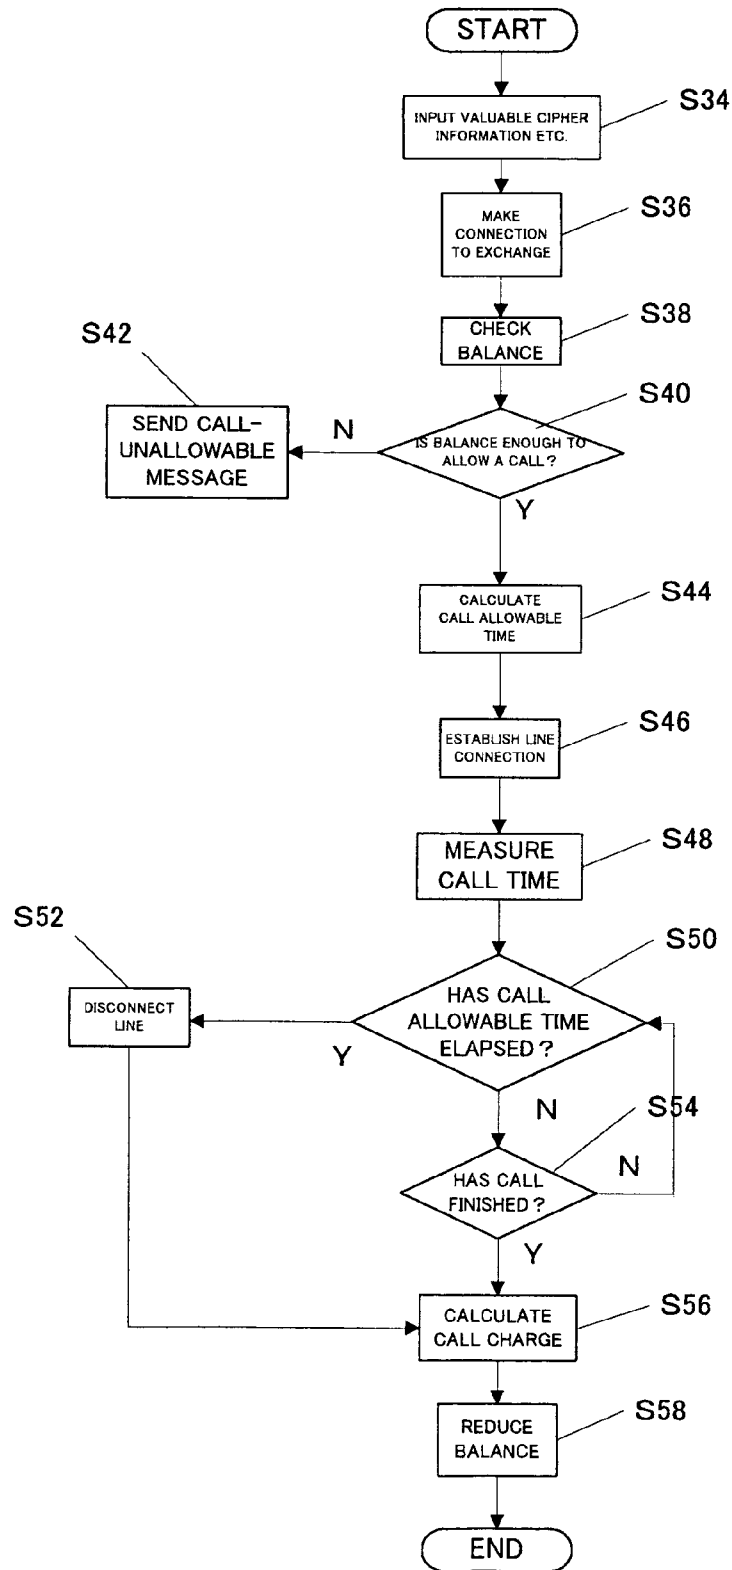 START
S34
INPUT VALUABLE CIPHER
INFORMATION ETC.
S36
MAKE
CONNECTION
TO EXCHANGE
S38
CHECK
BALANCE
S42
SEND CALL-
UNALLOWABLE
MESSAGE
N
S40
IS BALANCE ENOUGH TO
ALLOW A CALL?
Y
S44
CALCULATE
CALL ALLOWABLE
TIME
S46
ESTABLISH LINE
CONNECTION
S48
MEASURE
CALL TIME
S52
DISCONNECT
LINE
S50
HAS CALL
ALLOWABLE TIME
ELAPSED?
Y
N
S54
HAS CALL
FINISHED?
N
Y
S56
CALCULATE
CALL CHARGE
S58
REDUCE
BALANCE
END